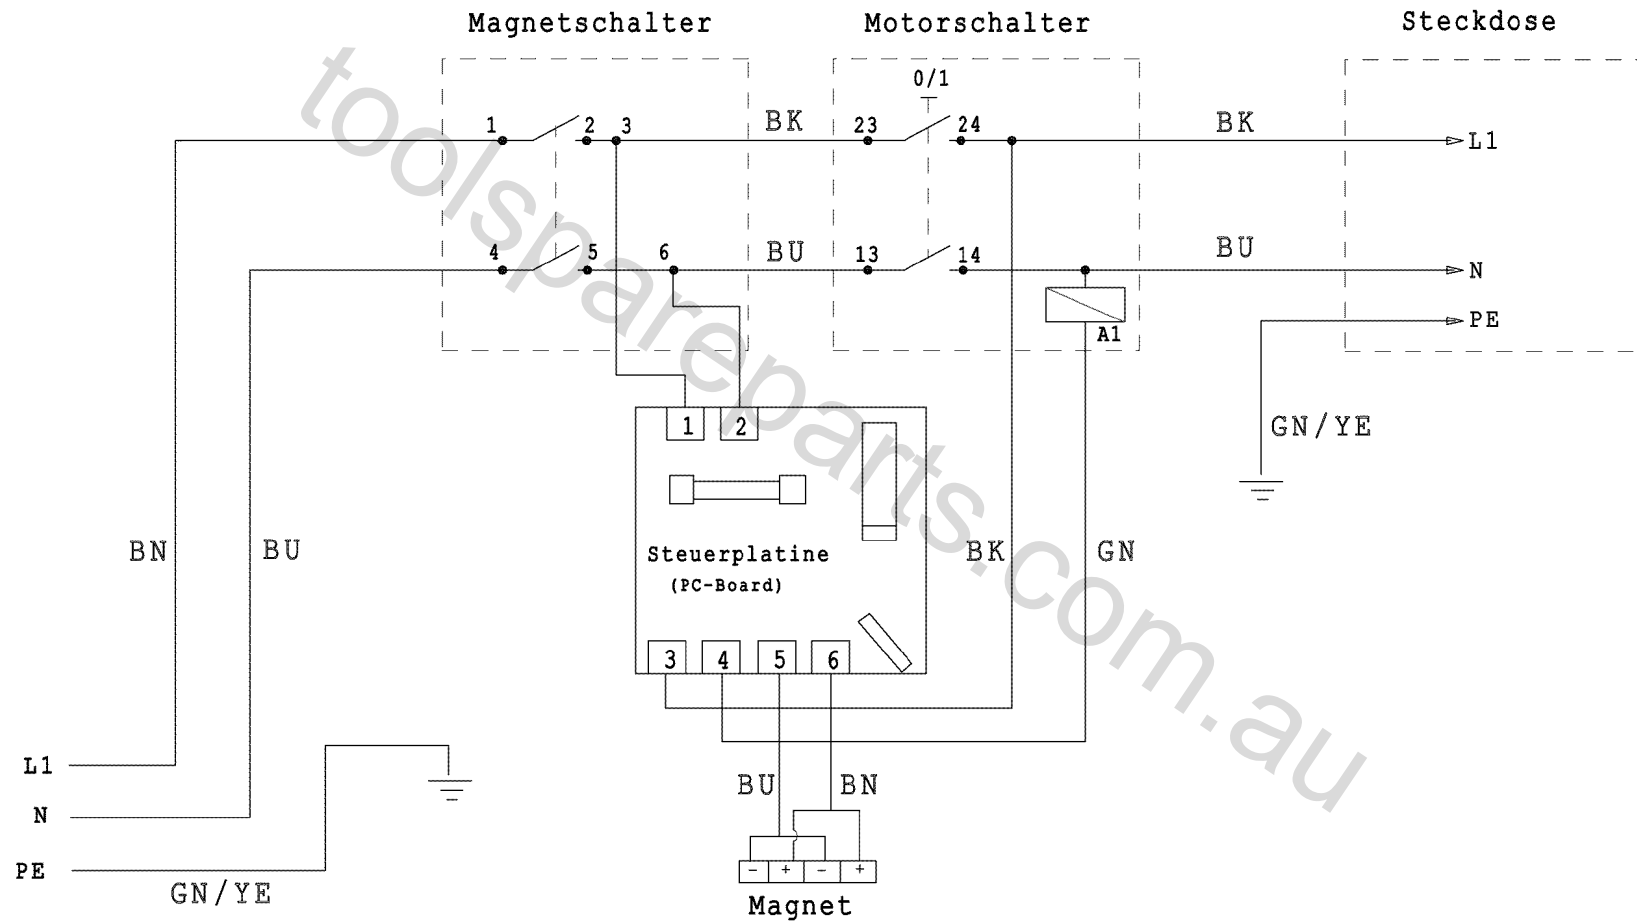 Magnetschalter Motorschalter Steckdose
0/1
1 2 3 BK 23 24 BK L1
4 5 6 BU 13 14 BU N
A1 PE
1 2 GN/YE
BN BU Steuerplatine BK GN
(PC-Board)
3 4 5 6
L1 BU BN
N
PE - + - +
GN/YE Magnet
toolspareparts.com.au